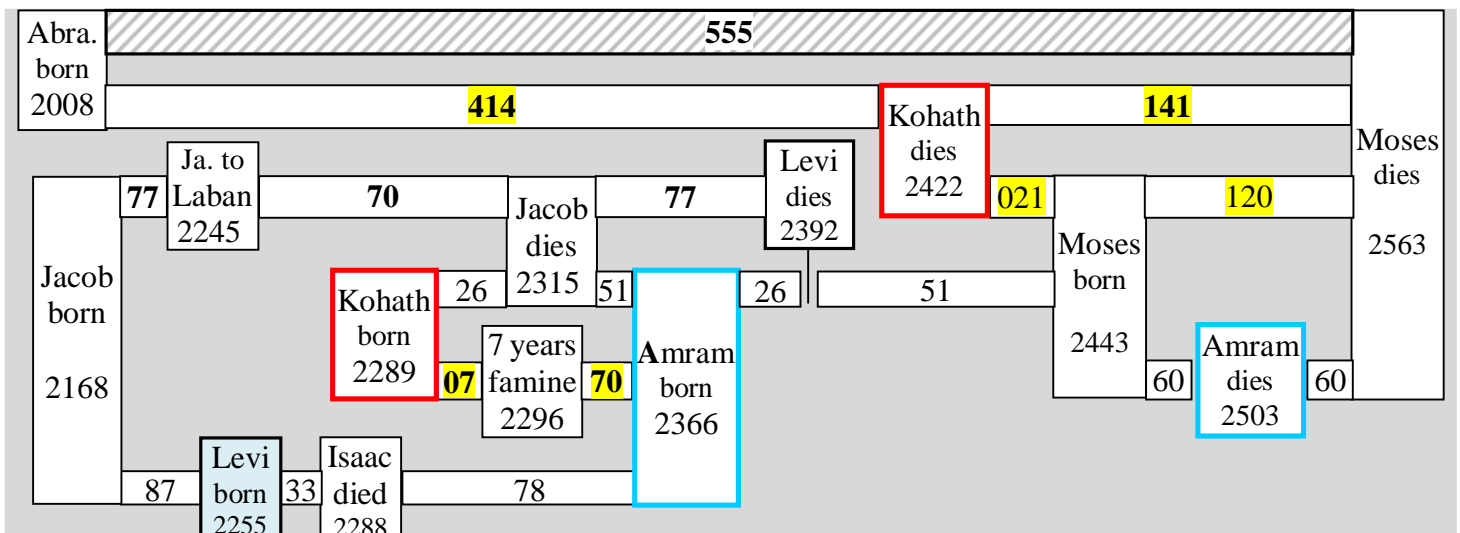 Abra.
born
2008
555
414
Kohath
dies
2422
141
Moses
dies
2563
Jacob
born
2168
77
Ja. to
Laban
2245
70
Jacob
dies
2315
77
Levi
dies
2392
021
Moses
born
2443
120
Kohath
born
2289
26
51
Amram
born
2366
26
51
07
7 years
famine
2296
70
60
Amram
dies
2503
60
87
Levi
born
2255
33
Isaac
died
2288
78